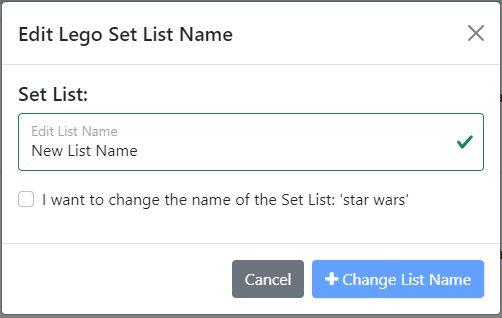 Edit Lego Set List Name
Set List:
Edit List Name
New List Name
I want to change the name of the Set List: 'star wars'
Cancel
Change List Name